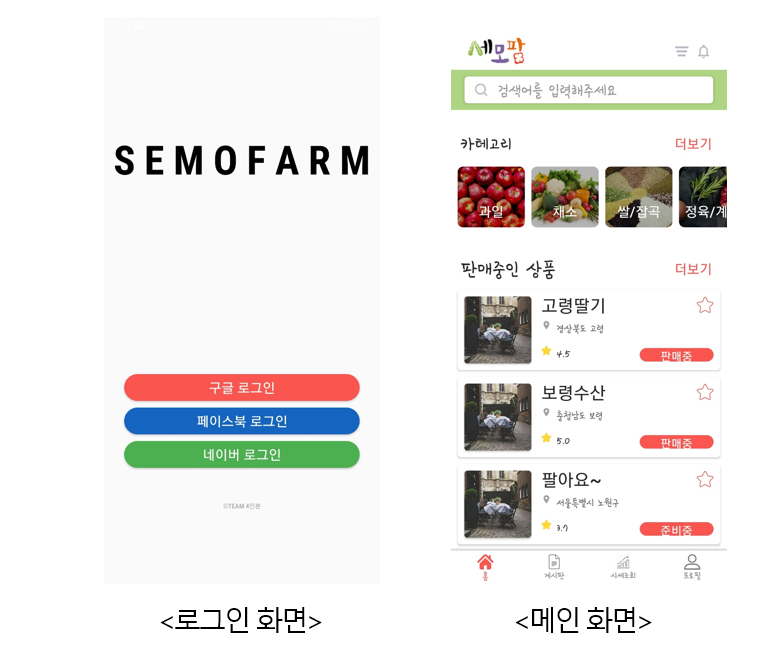 SEMOFARM
구글 로그인
페이스북 로그인
네이버 로그인
©TEAM 4인분
<로그인 화면>
세모팜
검색어를 입력해주세요
카테고리 더보기
과일 채소 쌀/잡곡 정육/계
판매중인 상품 더보기
고령딸기
경상북도 고령
4.5 판매중
보령수산
충청남도 보령
5.0 판매중
팔아요~
서울특별시 노원구
3.7 준비중
홈 게시판 시세조회 프로필
<메인 화면>